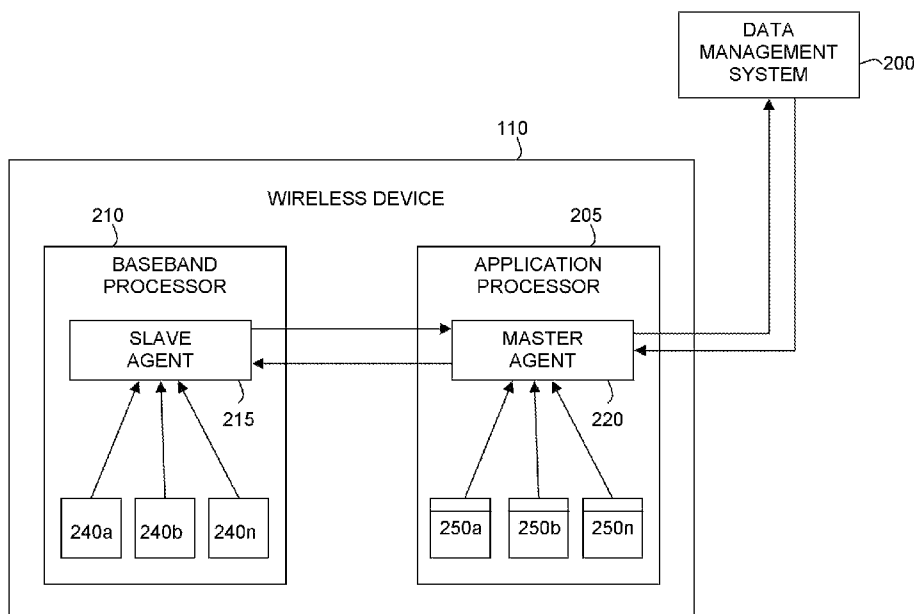 DATA
MANAGEMENT
SYSTEM
200
110
WIRELESS DEVICE
210
205
BASEBAND
PROCESSOR
APPLICATION
PROCESSOR
SLAVE
AGENT
MASTER
AGENT
215
220
240a
240b
240n
250a
250b
250n